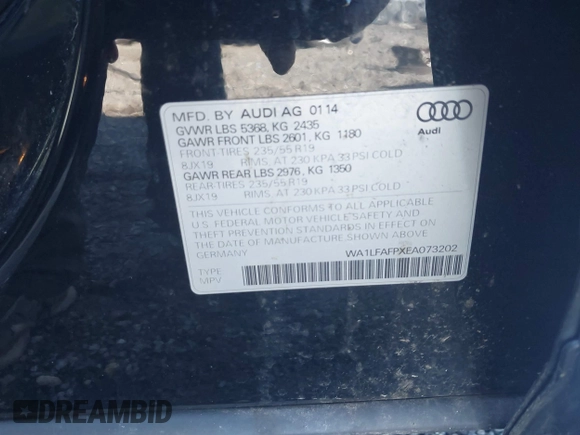 MFD. BY AUDI AG 01 14
GVWR LBS 5368, KG 2435
GAWR FRONT LBS 2601, KG 1180
FRONT-TIRES 235/55 R19
8JX19 RIMS, AT 230 KPA 33 PSI COLD
GAWR REAR LBS 2976, KG 1350
REAR-TIRES 235/55 R19
8JX19 RIMS, AT 230 KPA 33 PSI COLD
THIS VEHICLE CONFORMS TO ALL APPLICABLE
U.S. FEDERAL MOTOR VEHICLE SAFETY AND
THEFT PREVENTION STANDARDS IN EFFECT ON
THE DATE OF MANUFACTURE SHOWN ABOVE
GERMANY WA1LFAFPXEA073202
TYPE
MPV
Audi
DREAMBID